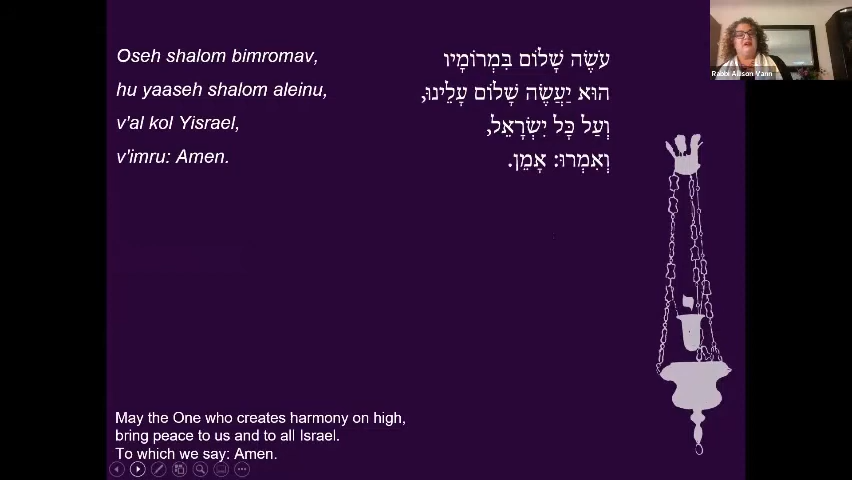 Oseh shalom bimromav,
hu yaaseh shalom aleinu,
v'al kol Yisrael,
v'imru: Amen.
עֹשֶׂה שָׁלוֹם בִּמְרוֹמָיו
הוּא יַעֲשֶׂה שָׁלוֹם עָלֵינוּ,
וְעַל כָּל יִשְׂרָאֵל,
וְאִמְרוּ: אָמֵן.
May the One who creates harmony on high,
bring peace to us and to all Israel.
To which we say: Amen.
Rabbi Allison Vann